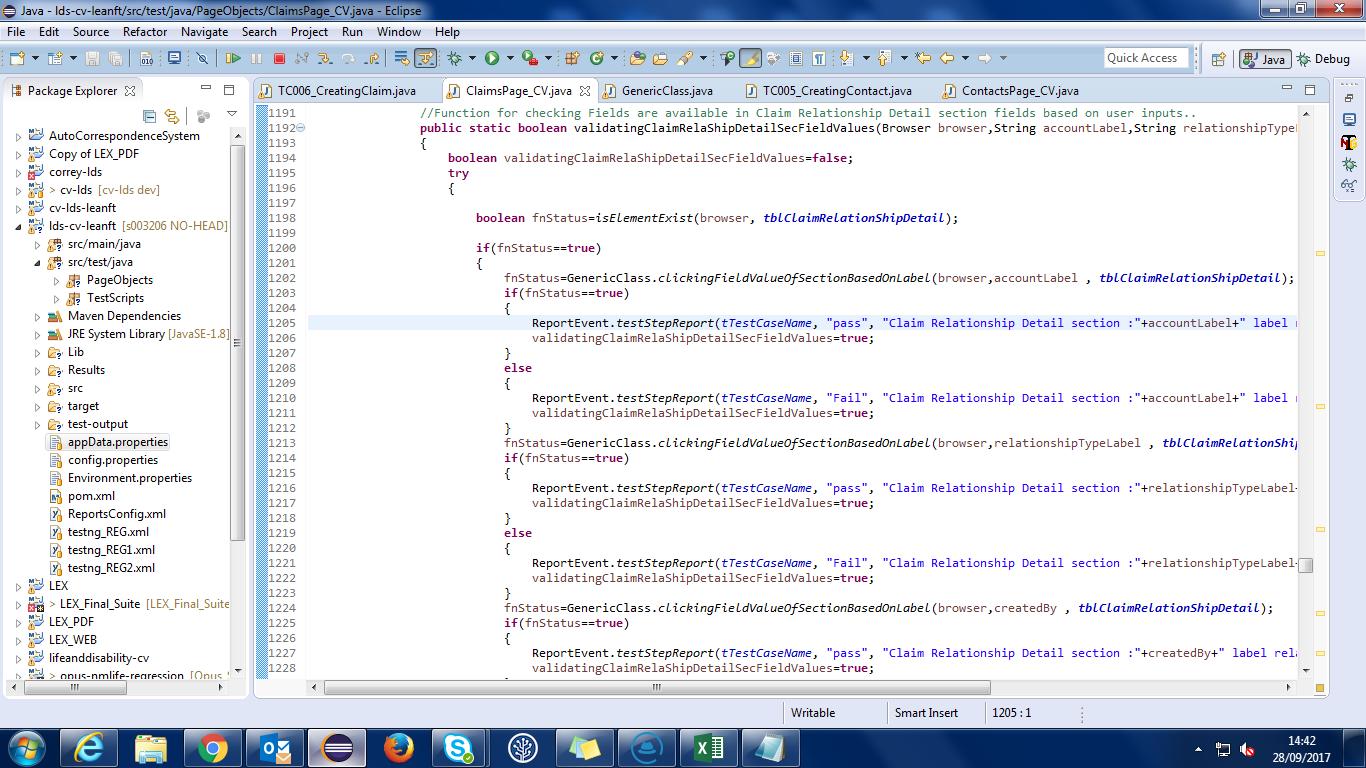 Java - lds-cv-leanft/src/test/java/PageObjects/ClaimsPage_CV.java - Eclipse
File Edit Source Refactor Navigate Search Project Run Window Help
Quick Access
Java
Debug
Package Explorer
TC006_CreatingClaim.java
ClaimsPage_CV.java
GenericClass.java
TC005_CreatingContact.java
ContactsPage_CV.java
AutoCorrespondenceSystem
Copy of LEX_PDF
correy-lds
> cv-lds [cv-lds dev]
cv-lds-leanft
lds-cv-leanft [s003206 NO-HEAD]
src/main/java
src/test/java
PageObjects
TestScripts
Maven Dependencies
JRE System Library [JavaSE-1.8]
Lib
Results
src
target
test-output
appData.properties
config.properties
Environment.properties
pom.xml
ReportsConfig.xml
testng_REG.xml
testng_REG1.xml
testng_REG2.xml
LEX
> LEX_Final_Suite [LEX_Final_Suite
LEX_PDF
LEX_WEB
lifeanddisability-cv
> opus-nmlife-regression [Opus
1191 //Function for checking Fields are available in Claim Relationship Detail section fields based on user inputs..
1192 public static boolean validatingClaimRelaShipDetailSecFieldValues(Browser browser,String accountLabel,String relationshipTypel
1193 {
1194 boolean validatingClaimRelaShipDetailSecFieldValues=false;
1195 try
1196 {
1197
1198 boolean fnStatus=isElementExist(browser, tblClaimRelationShipDetail);
1199
1200 if(fnStatus==true)
1201 {
1202 fnStatus=GenericClass.clickingFieldValueOfSectionBasedOnLabel(browser,accountLabel , tblClaimRelationShipDetail);
1203 if(fnStatus==true)
1204 {
1205 ReportEvent.testStepReport(tTestCaseName, "pass", "Claim Relationship Detail section :"+accountLabel+" label r
1206 validatingClaimRelaShipDetailSecFieldValues=true;
1207 }
1208 else
1209 {
1210 ReportEvent.testStepReport(tTestCaseName, "Fail", "Claim Relationship Detail section :"+accountLabel+" label r
1211 validatingClaimRelaShipDetailSecFieldValues=true;
1212 }
1213 fnStatus=GenericClass.clickingFieldValueOfSectionBasedOnLabel(browser,relationshipTypeLabel , tblClaimRelationShip
1214 if(fnStatus==true)
1215 {
1216 ReportEvent.testStepReport(tTestCaseName, "pass", "Claim Relationship Detail section :"+relationshipTypeLabel
1217 validatingClaimRelaShipDetailSecFieldValues=true;
1218 }
1219 else
1220 {
1221 ReportEvent.testStepReport(tTestCaseName, "Fail", "Claim Relationship Detail section :"+relationshipTypeLabel
1222 validatingClaimRelaShipDetailSecFieldValues=true;
1223 }
1224 fnStatus=GenericClass.clickingFieldValueOfSectionBasedOnLabel(browser,createdBy , tblClaimRelationShipDetail);
1225 if(fnStatus==true)
1226 {
1227 ReportEvent.testStepReport(tTestCaseName, "pass", "Claim Relationship Detail section :"+createdBy+" label rela
1228 validatingClaimRelaShipDetailSecFieldValues=true;
Writable
Smart Insert
1205 : 1
14:42
28/09/2017